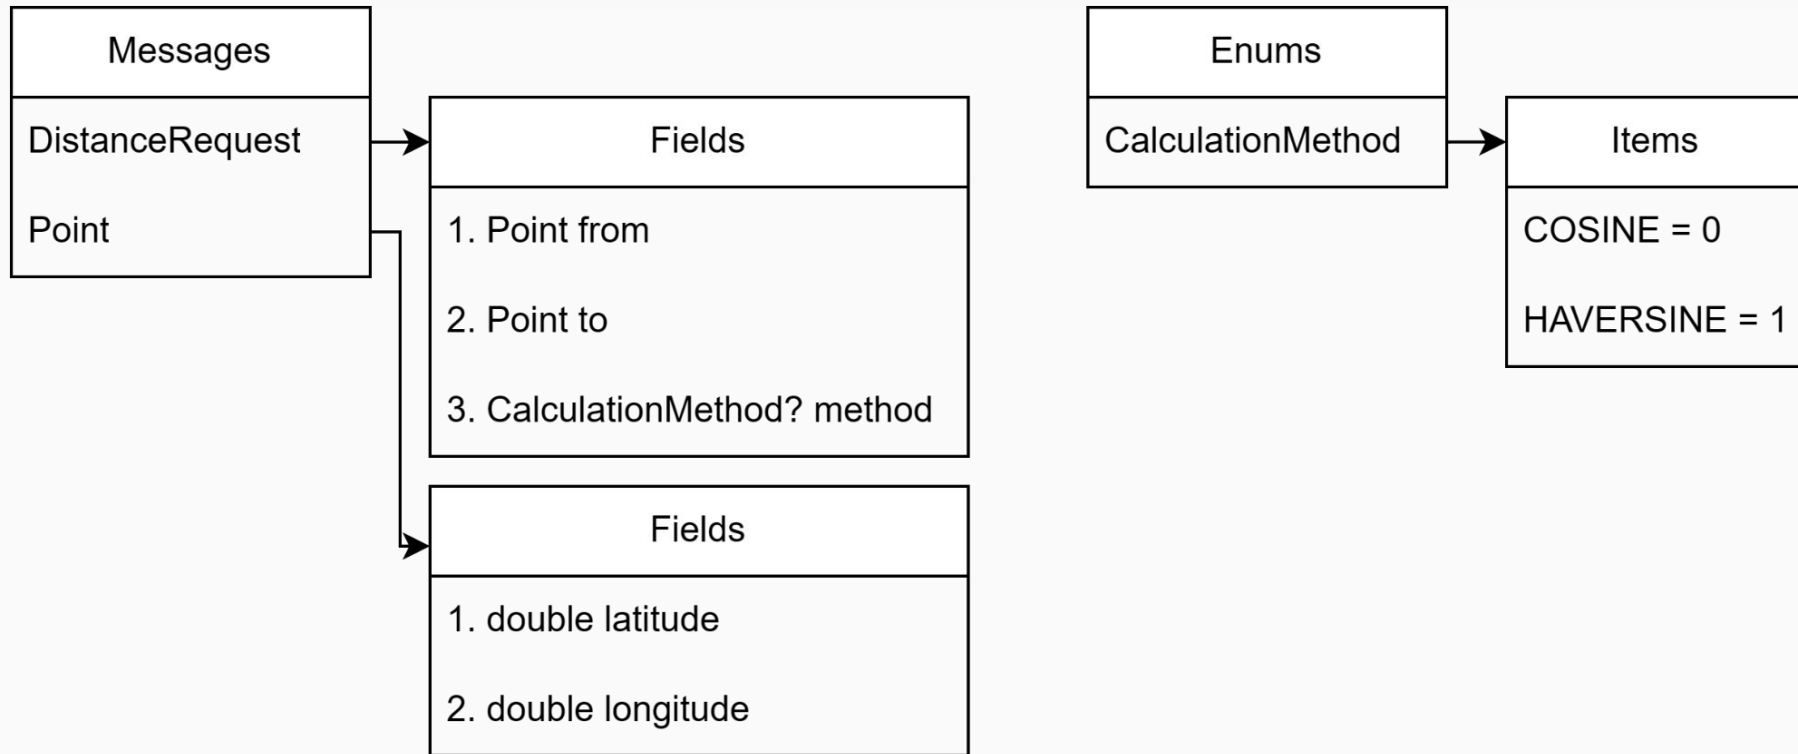 Messages
DistanceRequest
Point
Fields
1. Point from
2. Point to
3. CalculationMethod? method
Fields
1. double latitude
2. double longitude
Enums
CalculationMethod
Items
COSINE = 0
HAVERSINE = 1